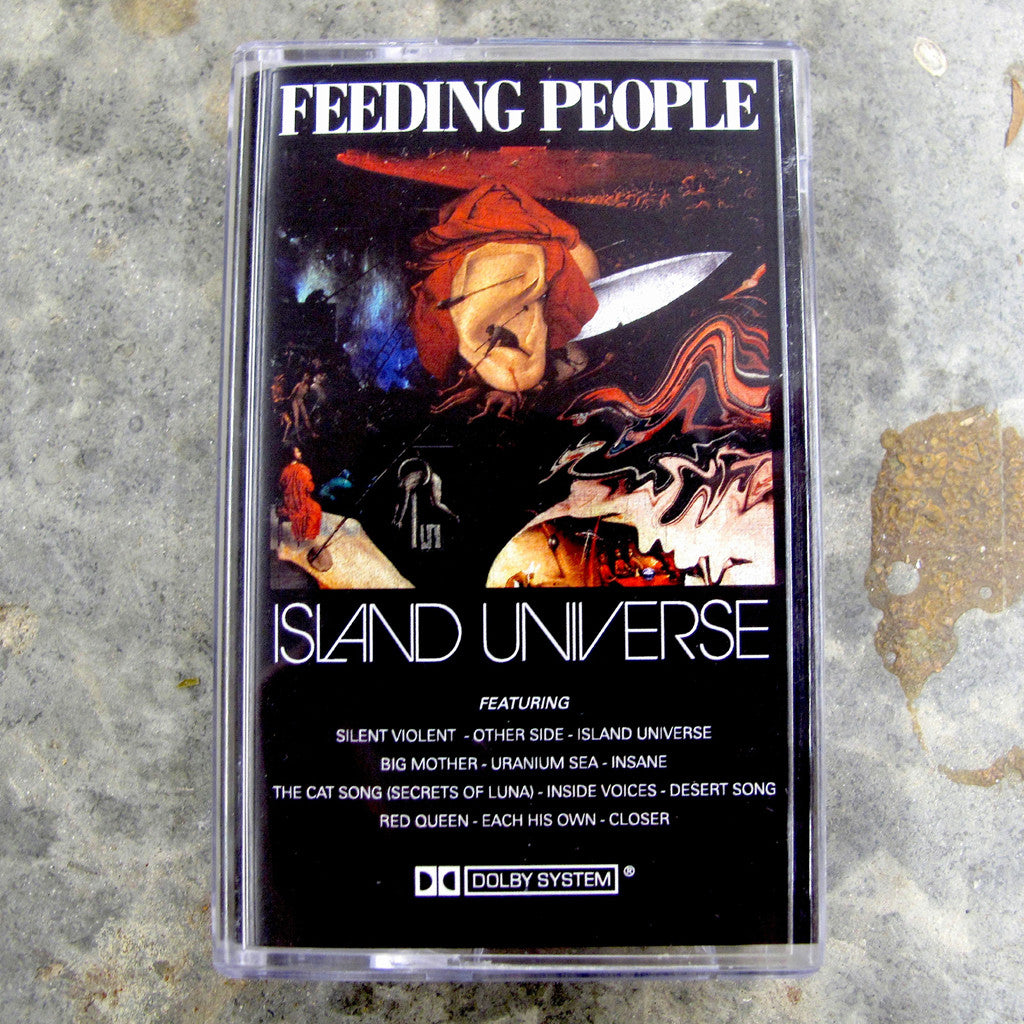 FEEDING PEOPLE
ISLAND UNIVERSE
FEATURING
SILENT VIOLENT - OTHER SIDE - ISLAND UNIVERSE
BIG MOTHER - URANIUM SEA - INSANE
THE CAT SONG (SECRETS OF LUNA) - INSIDE VOICES - DESERT SONG
RED QUEEN - EACH HIS OWN - CLOSER
DOLBY SYSTEM ®